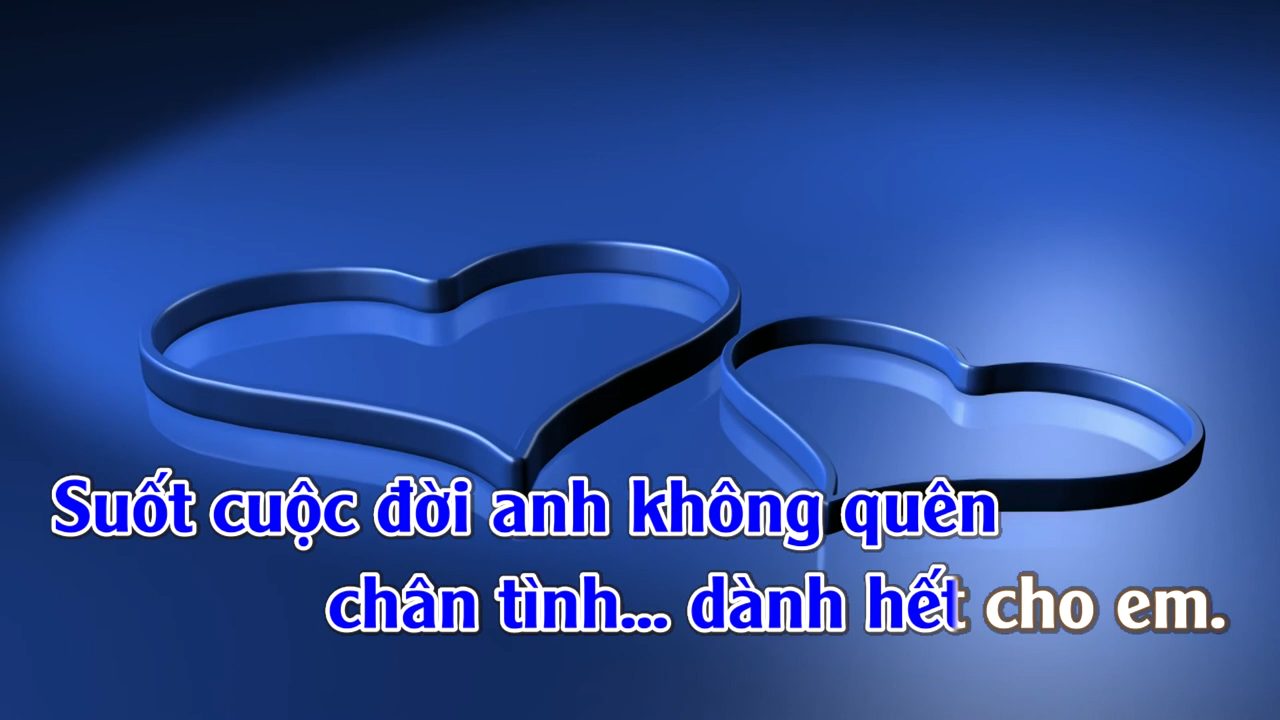 Suốt cuộc đời anh không quên
chân tình... dành hết cho em.